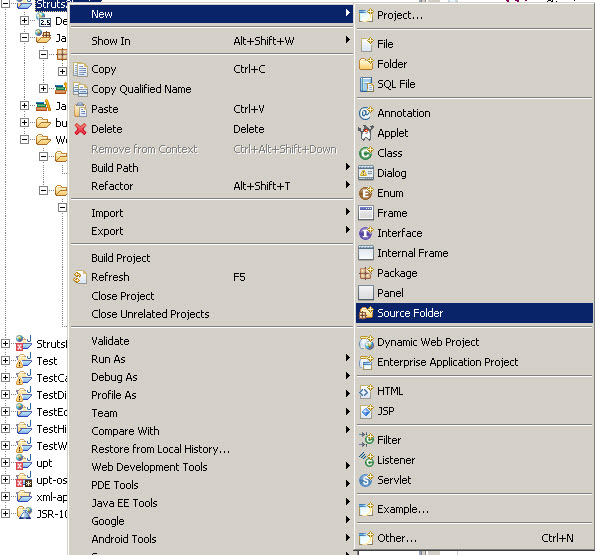 Struts
New
Show In Alt+Shift+W
Copy Ctrl+C
Copy Qualified Name
Paste Ctrl+V
Delete Delete
Remove from Context Ctrl+Alt+Shift+Down
Build Path
Refactor Alt+Shift+T
Import
Export
Build Project
Refresh F5
Close Project
Close Unrelated Projects
Validate
Run As
Debug As
Profile As
Team
Compare With
Restore from Local History...
Web Development Tools
PDE Tools
Java EE Tools
Google
Android Tools
Project...
File
Folder
SQL File
Annotation
Applet
Class
Dialog
Enum
Frame
Interface
Internal Frame
Package
Panel
Source Folder
Dynamic Web Project
Enterprise Application Project
HTML
JSP
Filter
Listener
Servlet
Example...
Other... Ctrl+N
De
Ja
Ja
bu
We
Struts
Test
TestCa
TestDi
TestEc
TestHi
TestW
upt
upt-os
xml-ap
JSR-10